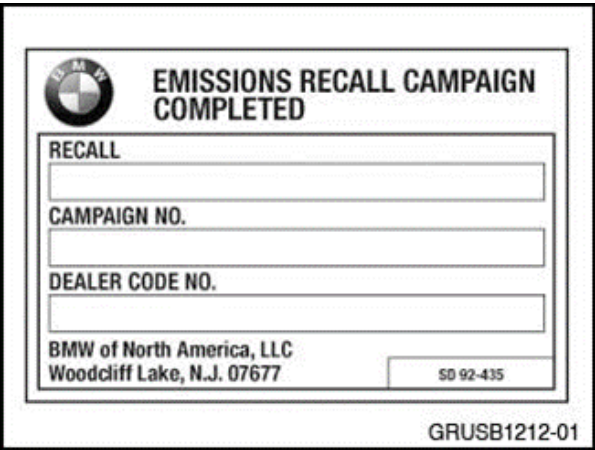 BMW
EMISSIONS RECALL CAMPAIGN
COMPLETED
RECALL
CAMPAIGN NO.
DEALER CODE NO.
BMW of North America, LLC
Woodcliff Lake, N.J. 07677
SD 92-435
GRUSB1212-01